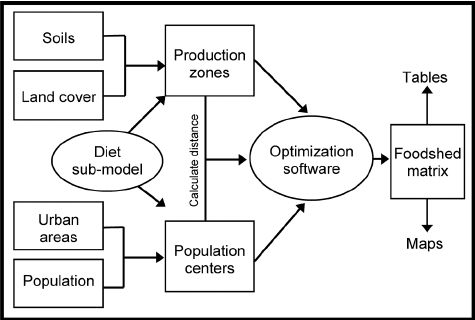 Soils
Land cover
Production
zones
Diet
sub-model
Calculate distance
Urban
areas
Population
Population
centers
Optimization
software
Tables
Foodshed
matrix
Maps